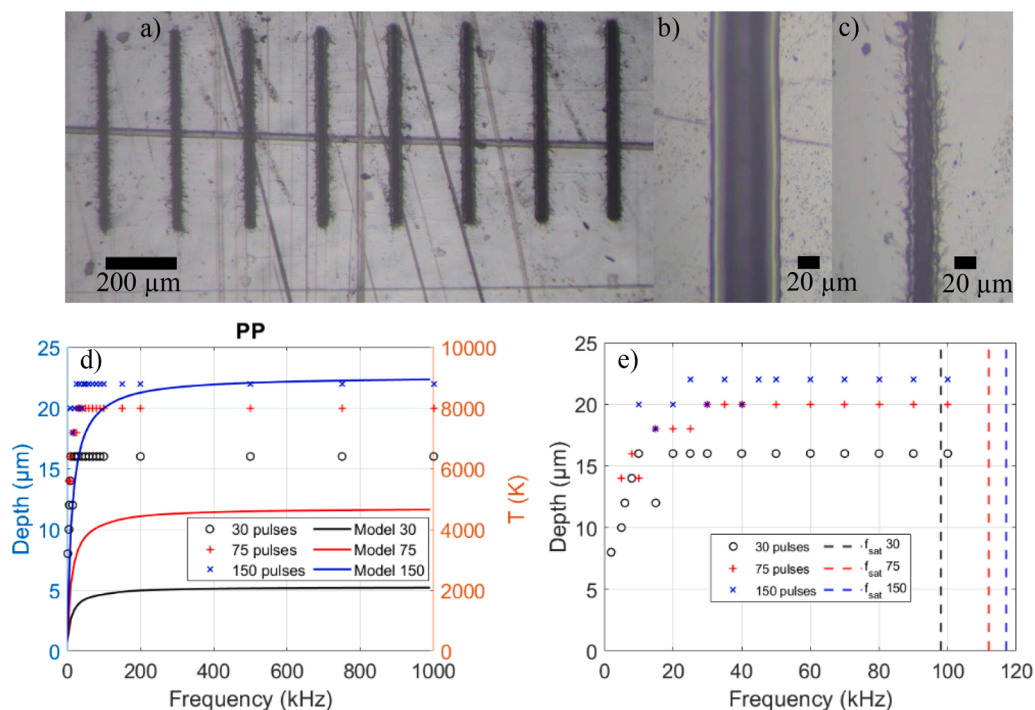 a)
b)
c)
200 µm
20 µm
20 µm
PP
d)
25
20
15
10
5
0
Depth (µm)
10000
8000
6000
4000
2000
0
T (K)
30 pulses
Model 30
75 pulses
Model 75
150 pulses
Model 150
0
200
400
600
800
1000
Frequency (kHz)
e)
25
20
15
10
5
0
Depth (µm)
30 pulses
f_sat 30
75 pulses
f_sat 75
150 pulses
f_sat 150
0
20
40
60
80
100
120
Frequency (kHz)